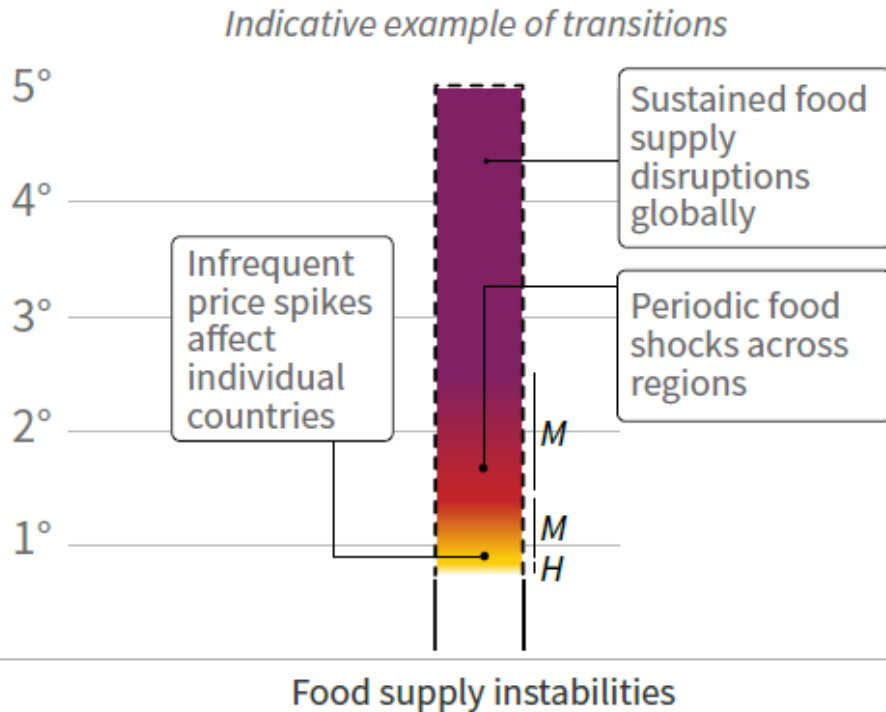 Indicative example of transitions
5°
4°
3°
2°
1°
Sustained food
supply
disruptions
globally
Infrequent
price spikes
affect
individual
countries
Periodic food
shocks across
regions
M
M
H
Food supply instabilities